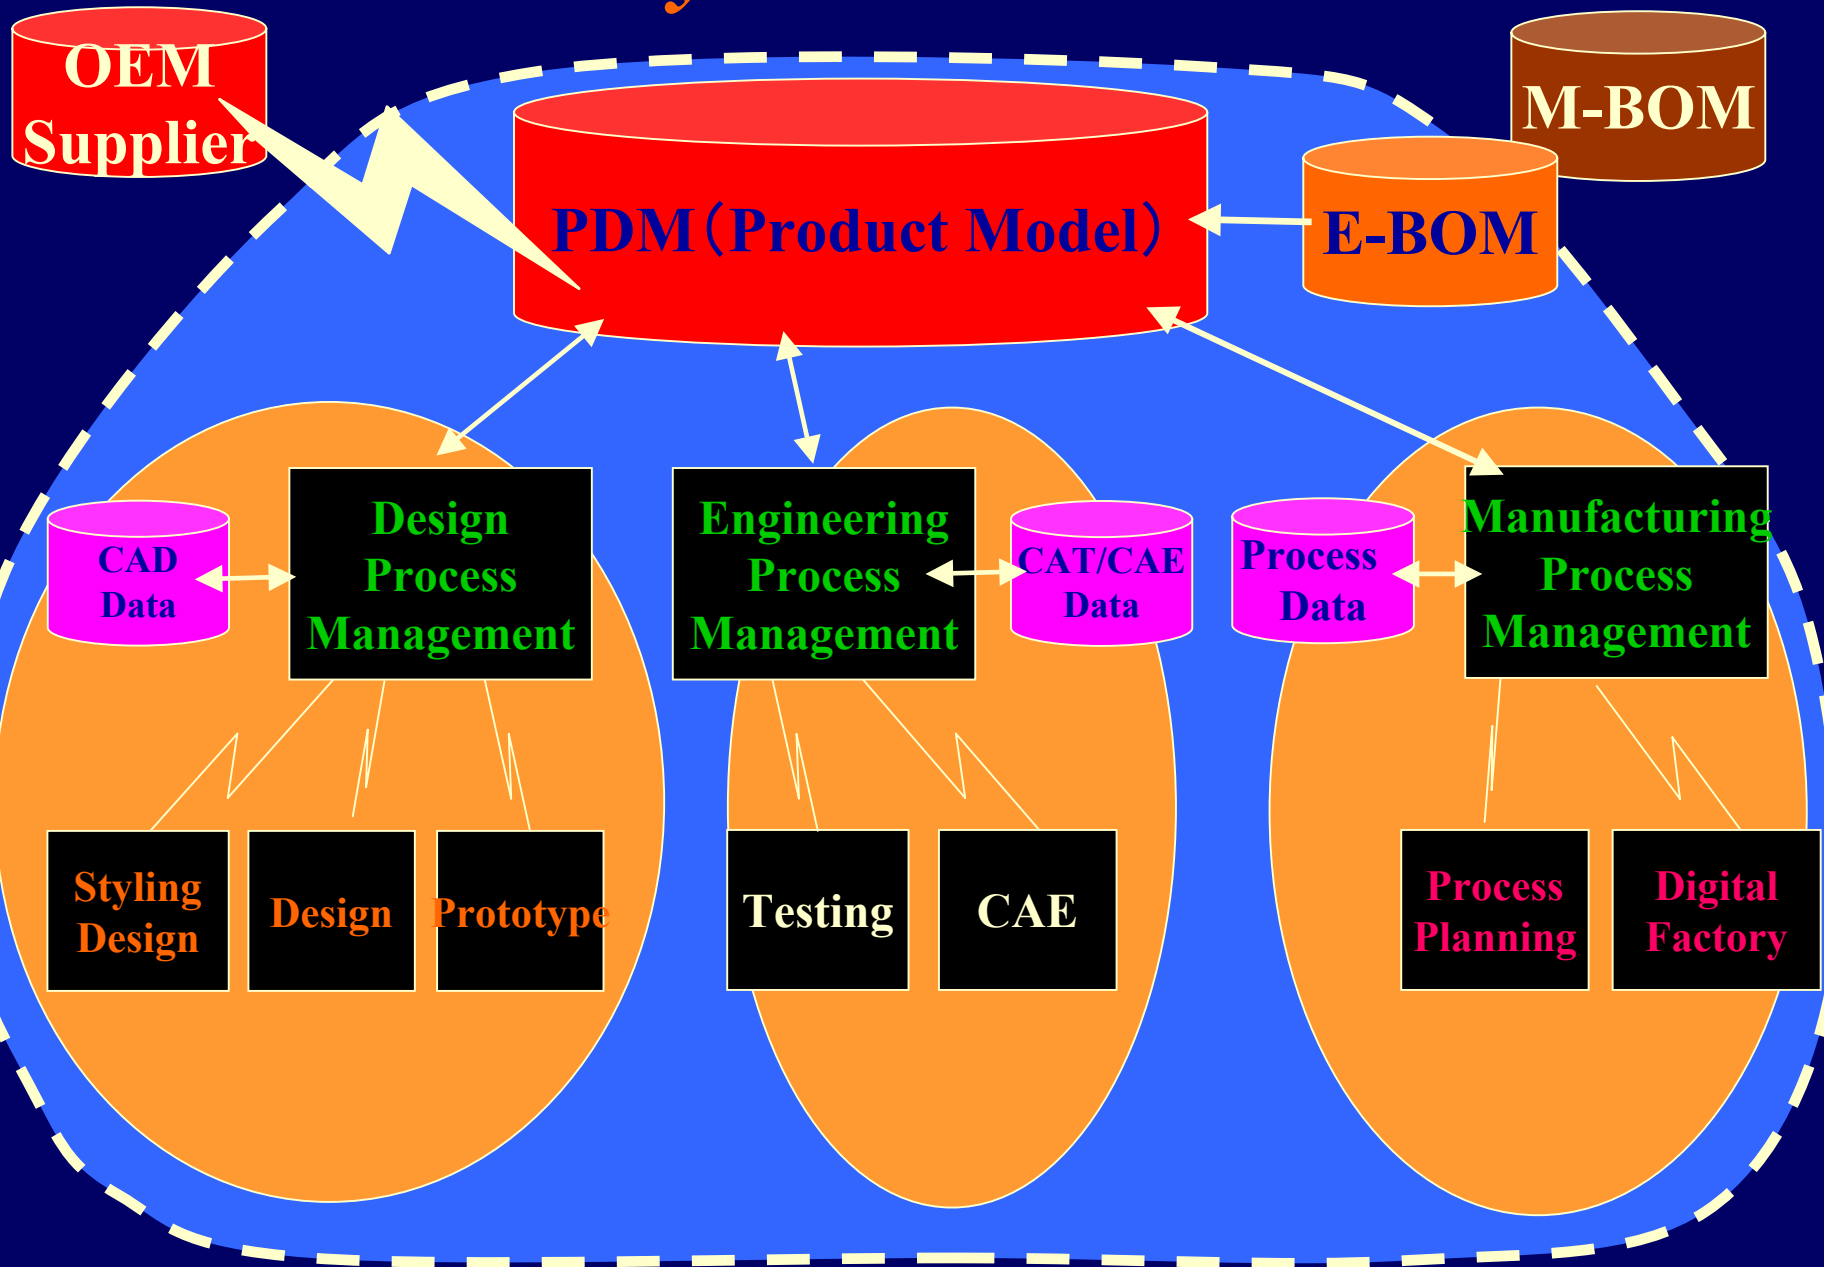 OEM
Supplier
M-BOM
PDM（Product Model）
E-BOM
CAD
Data
Design
Process
Management
Engineering
Process
Management
CAT/CAE
Data
Process
Data
Manufacturing
Process
Management
Styling
Design
Design
Prototype
Testing
CAE
Process
Planning
Digital
Factory